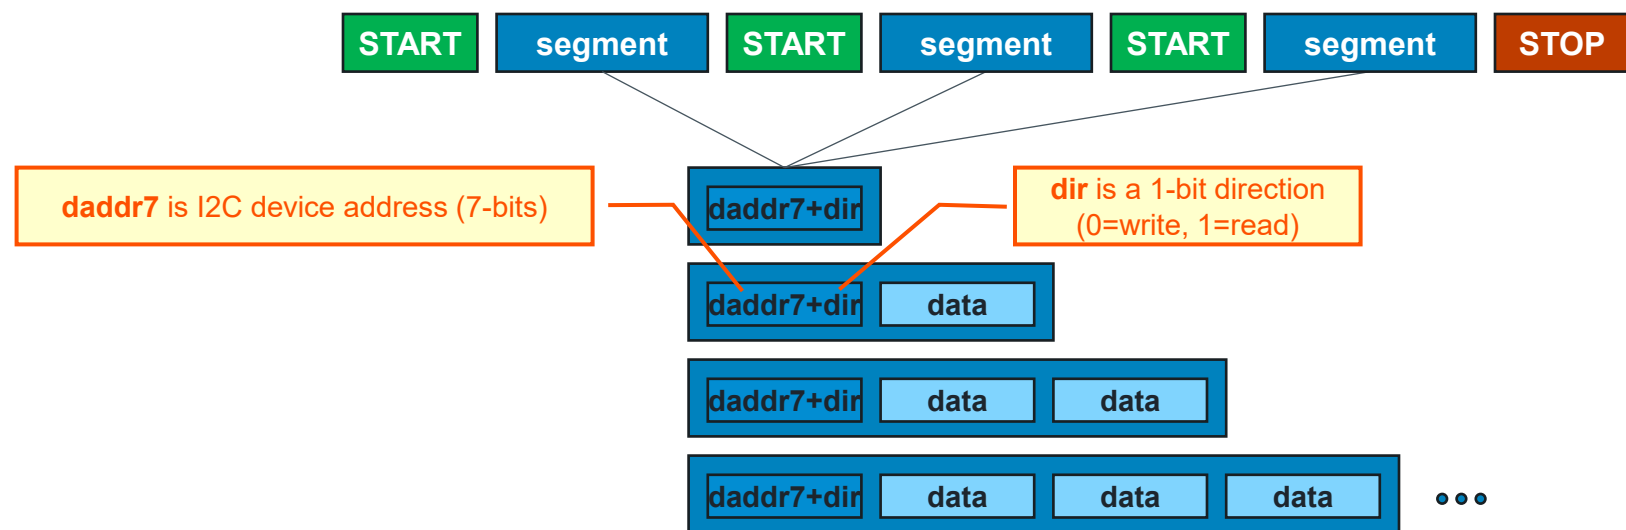 START segment START segment START segment STOP
daddr7 is I2C device address (7-bits)
daddr7+dir
dir is a 1-bit direction
(0=write, 1=read)
daddr7+dir data
daddr7+dir data data
daddr7+dir data data data